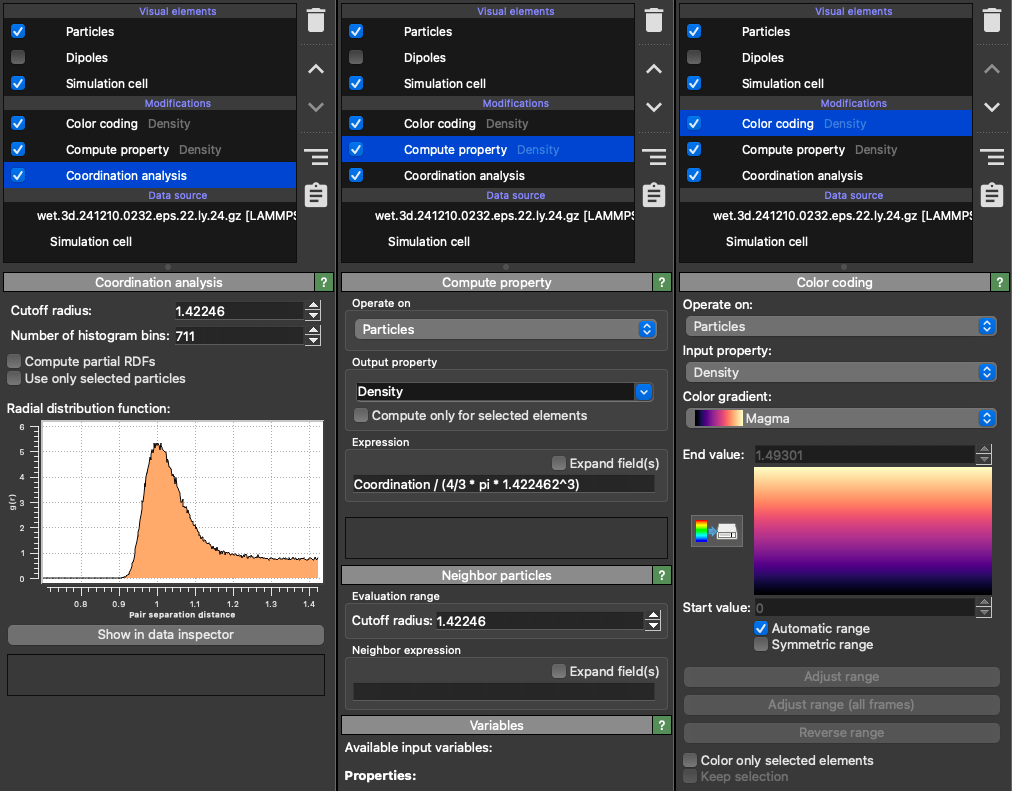 Visual elements
Particles
Dipoles
Simulation cell
Modifications
Color coding Density
Compute property Density
Coordination analysis
Data source
wet.3d.241210.0232.eps.22.ly.24.gz [LAMMPS
Simulation cell
Coordination analysis ?
Cutoff radius: 1.42246
Number of histogram bins: 711
Compute partial RDFs
Use only selected particles
Radial distribution function:
g(r)
6
5
4
3
2
1
0
0.8 0.9 1 1.1 1.2 1.3 1.4
Pair separation distance
Show in data inspector
Visual elements
Particles
Dipoles
Simulation cell
Modifications
Color coding Density
Compute property Density
Coordination analysis
Data source
wet.3d.241210.0232.eps.22.ly.24.gz [LAMMPS
Simulation cell
Compute property ?
Operate on
Particles
Output property
Density
Compute only for selected elements
Expression
Expand field(s)
Coordination / (4/3 * pi * 1.422462^3)
Neighbor particles ?
Evaluation range
Cutoff radius: 1.42246
Neighbor expression
Expand field(s)
Variables ?
Available input variables:
Properties:
Visual elements
Particles
Dipoles
Simulation cell
Modifications
Color coding Density
Compute property Density
Coordination analysis
Data source
wet.3d.241210.0232.eps.22.ly.24.gz [LAMMPS
Simulation cell
Color coding ?
Operate on:
Particles
Input property:
Density
Color gradient:
Magma
End value: 1.49301
Start value: 0
Automatic range
Symmetric range
Adjust range
Adjust range (all frames)
Reverse range
Color only selected elements
Keep selection